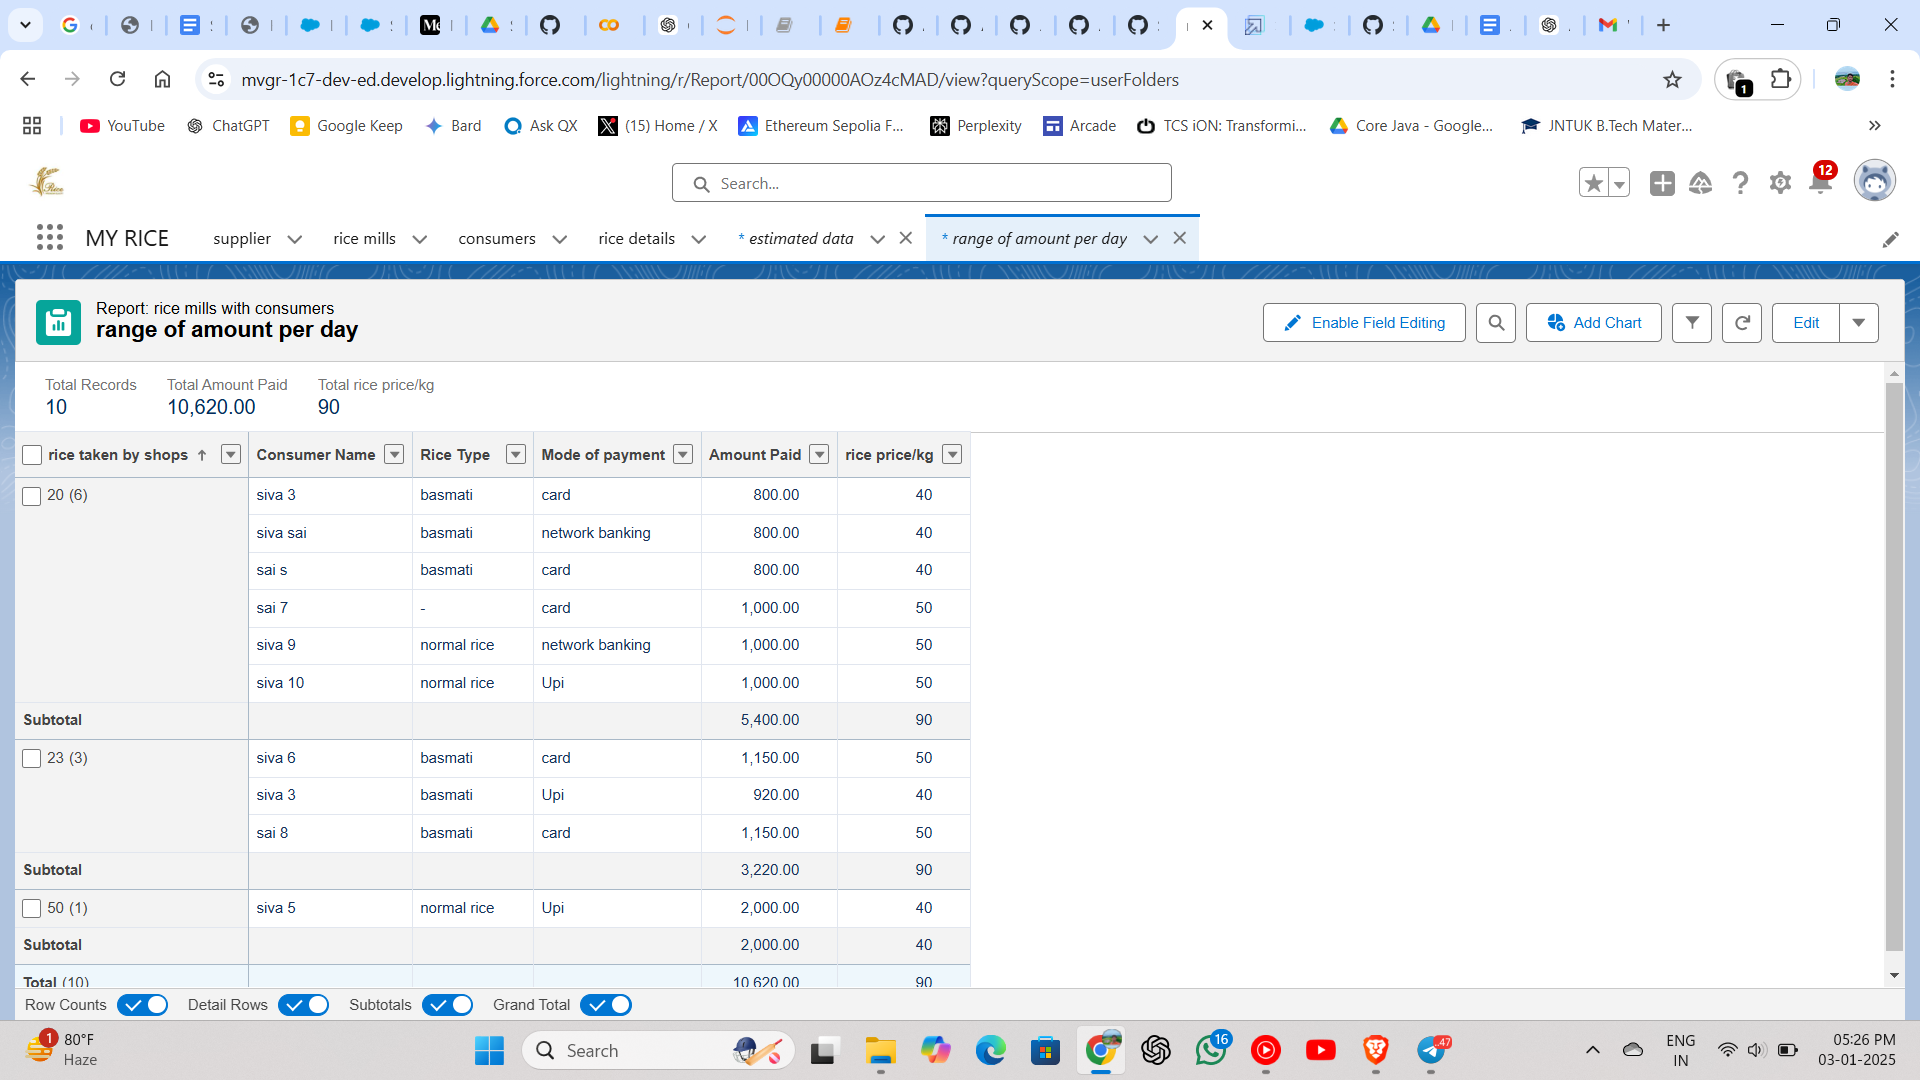 mvgr-1c7-dev-ed.develop.lightning.force.com/lightning/r/Report/00OQy00000AOz4cMAD/view?queryScope=userFolders
1
YouTube ChatGPT Google Keep Bard Ask QX (15) Home / X Ethereum Sepolia F... Perplexity Arcade TCS iON: Transformi... Core Java - Google... JNTUK B.Tech Mater...
Search...
12
MY RICE supplier rice mills consumers rice details * estimated data * range of amount per day
Report: rice mills with consumers
range of amount per day
Enable Field Editing Add Chart Edit
Total Records Total Amount Paid Total rice price/kg
10 10,620.00 90
rice taken by shops ↑ Consumer Name Rice Type Mode of payment Amount Paid rice price/kg
20 (6) siva 3 basmati card 800.00 40
siva sai basmati network banking 800.00 40
sai s basmati card 800.00 40
sai 7 - card 1,000.00 50
siva 9 normal rice network banking 1,000.00 50
siva 10 normal rice Upi 1,000.00 50
Subtotal 5,400.00 90
23 (3) siva 6 basmati card 1,150.00 50
siva 3 basmati Upi 920.00 40
sai 8 basmati card 1,150.00 50
Subtotal 3,220.00 90
50 (1) siva 5 normal rice Upi 2,000.00 40
Subtotal 2,000.00 40
Total (10) 10,620.00 90
Row Counts Detail Rows Subtotals Grand Total
1 80°F
Haze
Search
16
47
ENG
IN
05:26 PM
03-01-2025